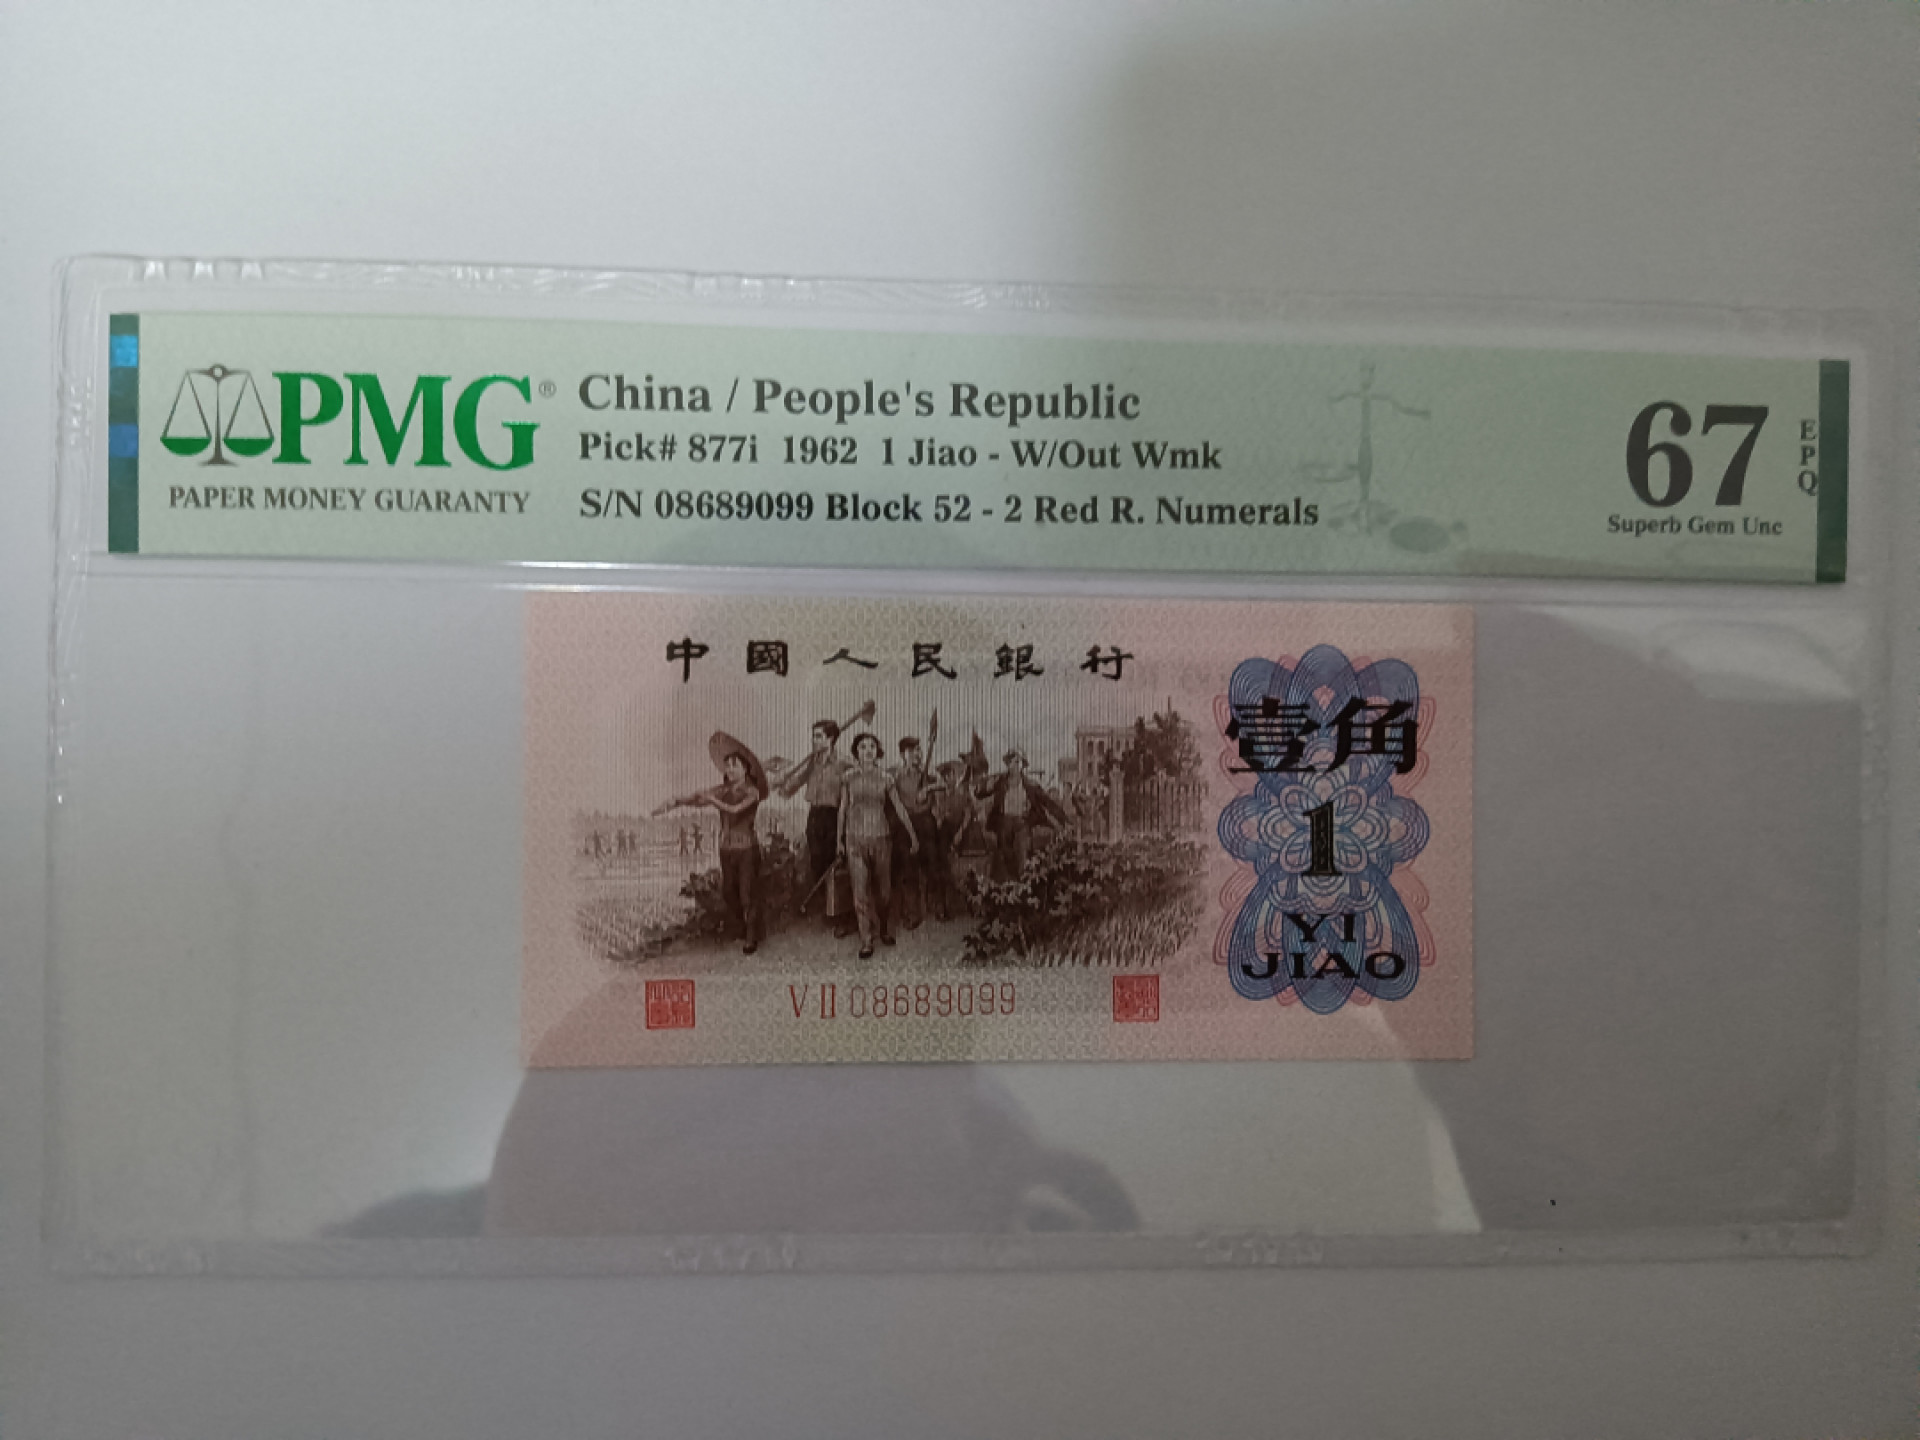 PMG®
PAPER MONEY GUARANTY
China / People's Republic
Pick# 877i 1962 1 Jiao - W/Out Wmk
S/N 08689099 Block 52 - 2 Red R. Numerals
67
EPQ
Superb Gem Unc
中國人民銀行
壹角
1
YI
JIAO
V II 08689099